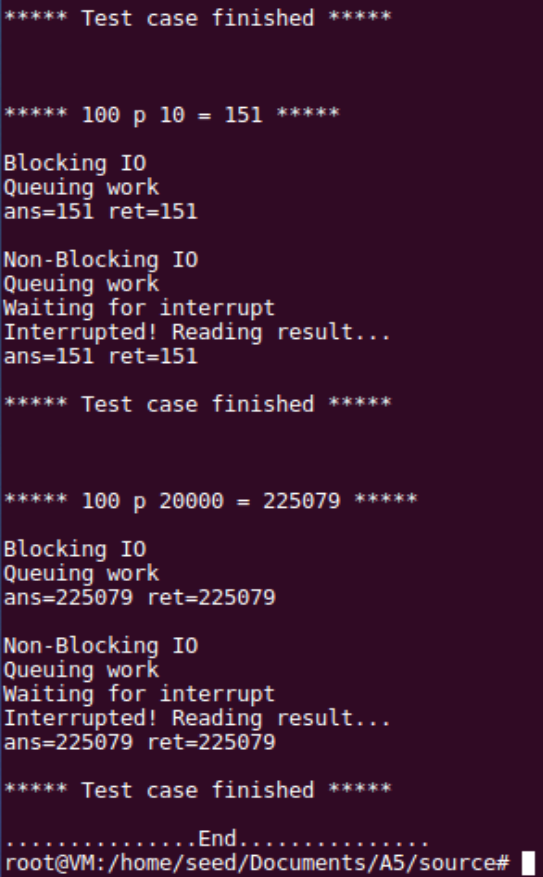 ***** Test case finished *****
***** 100 p 10 = 151 *****
Blocking IO
Queuing work
ans=151 ret=151
Non-Blocking IO
Queuing work
Waiting for interrupt
Interrupted! Reading result...
ans=151 ret=151
***** Test case finished *****
***** 100 p 20000 = 225079 *****
Blocking IO
Queuing work
ans=225079 ret=225079
Non-Blocking IO
Queuing work
Waiting for interrupt
Interrupted! Reading result...
ans=225079 ret=225079
***** Test case finished *****
...............End...............
root@VM:/home/seed/Documents/A5/source#